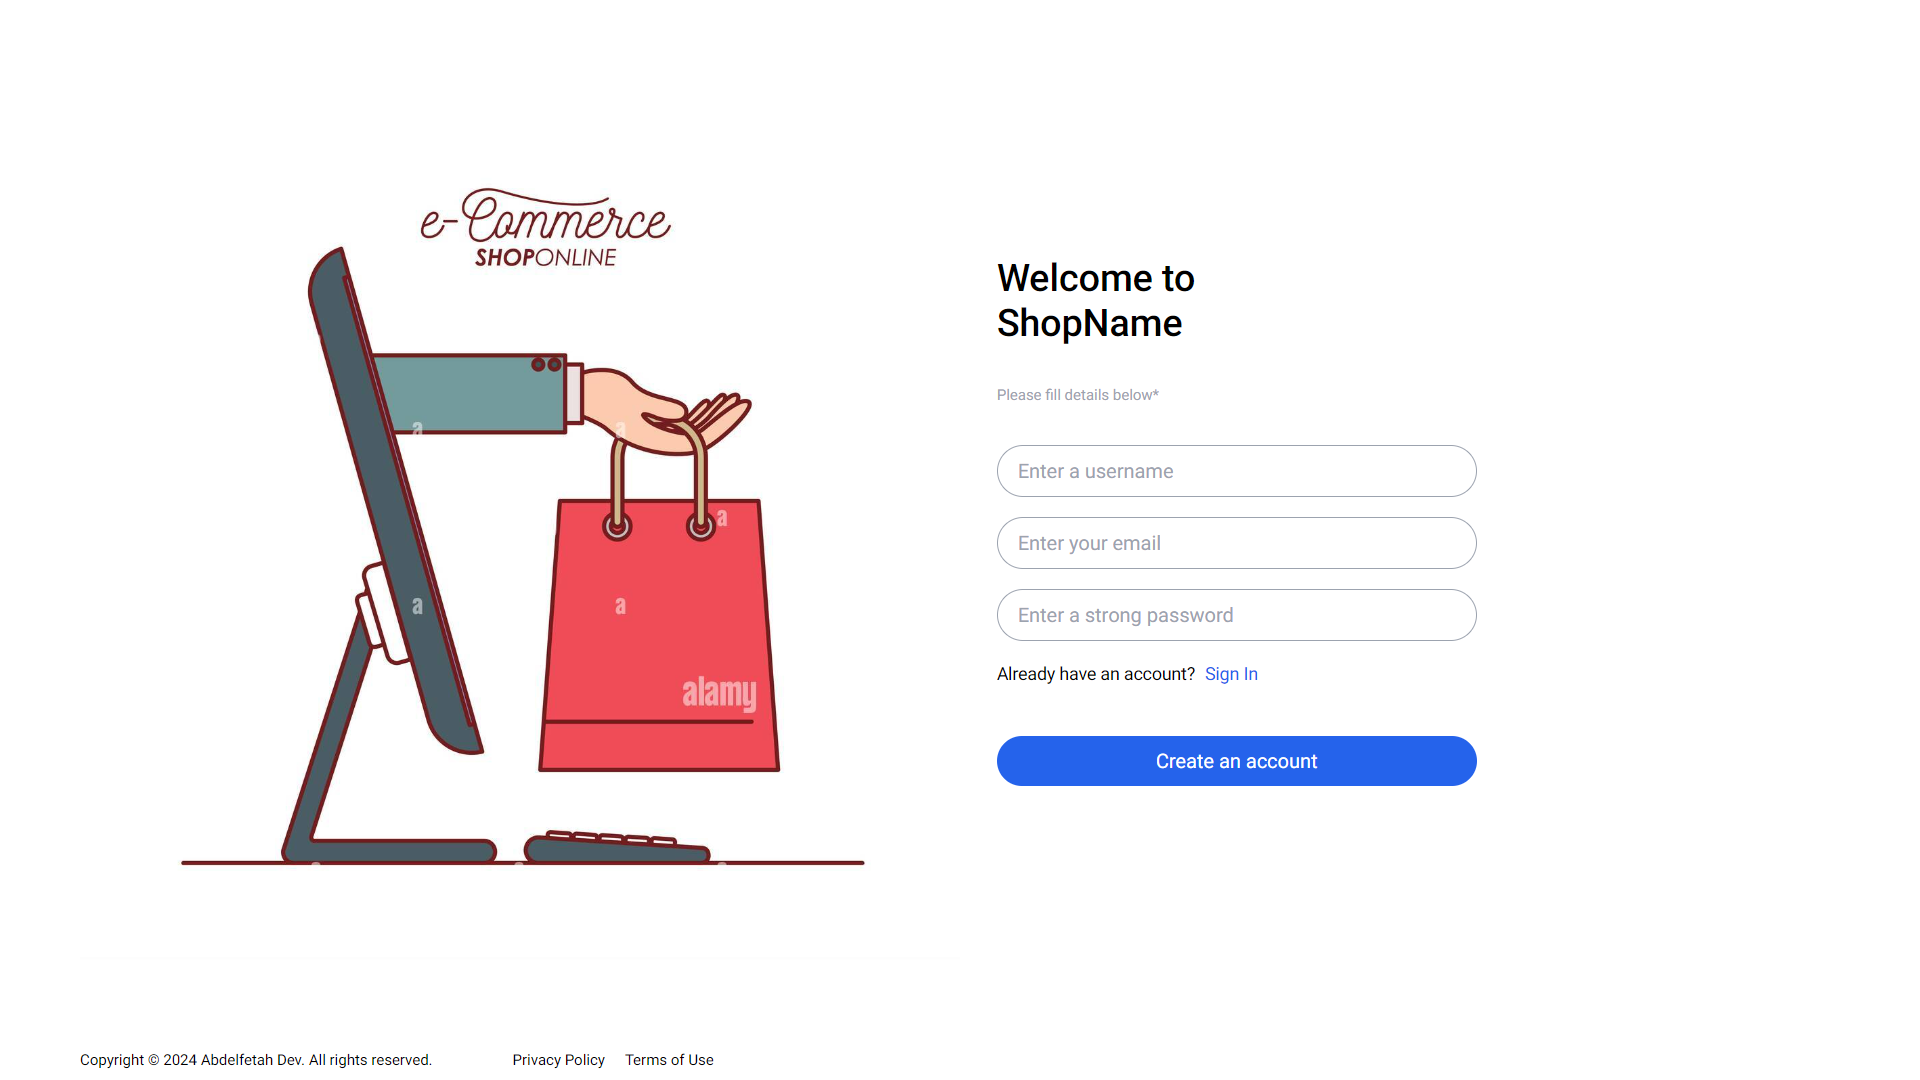 e-Commerce
SHOPONLINE
a
a
a
a
a
alamy
Welcome to
ShopName
Please fill details below*
Enter a username
Enter your email
Enter a strong password
Already have an account? Sign In
Create an account
Copyright © 2024 Abdelfetah Dev. All rights reserved.
Privacy Policy
Terms of Use